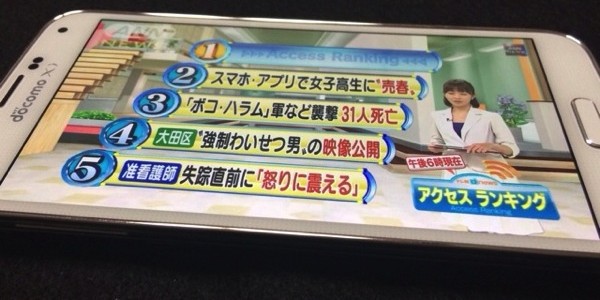 docomo Xi
1 Access Ranking
2 スマホ・アプリで女子高生に"売春"
3 「ボコ・ハラム」軍など襲撃 31人死亡
4 大田区 "強制わいせつ男"の映像公開
5 准看護師 失踪直前に「怒りに震える」
午後6時現在
アクセス ランキング
Access Ranking